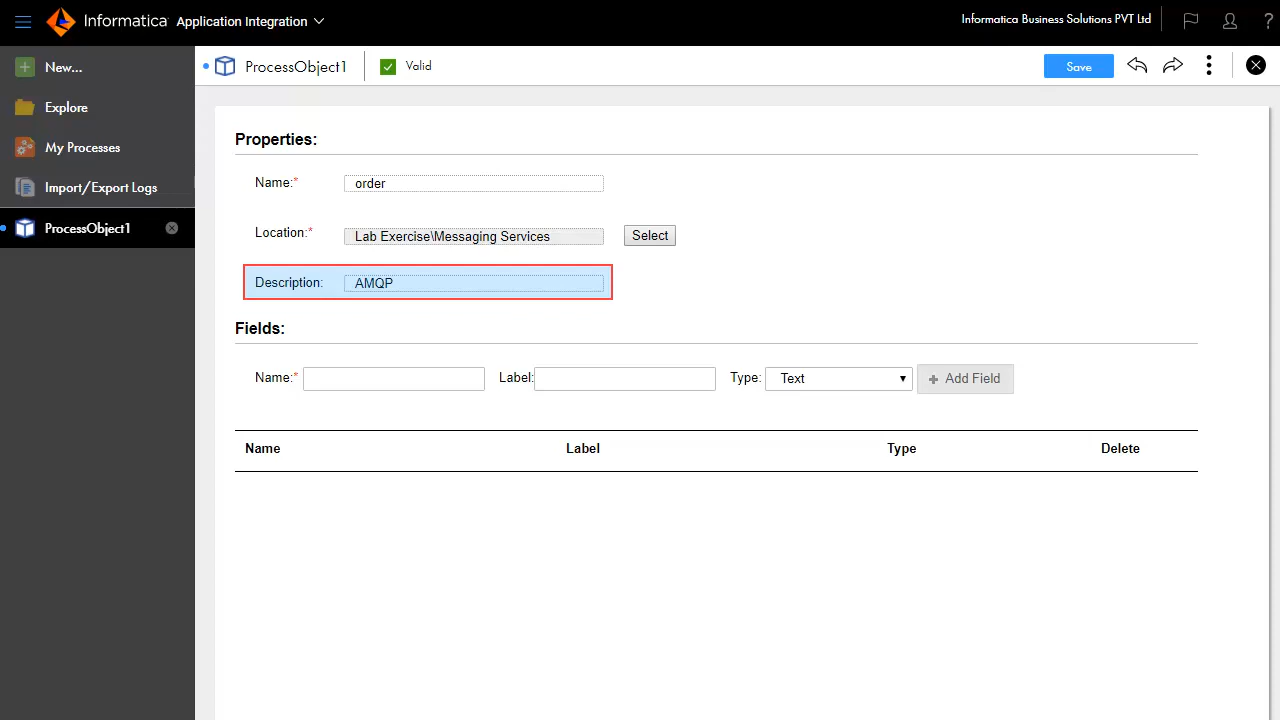 Informatica Application Integration
Informatica Business Solutions PVT Ltd
?
New...
Explore
My Processes
Import/Export Logs
ProcessObject1
ProcessObject1
Valid
Save
Properties:
Name:* order
Location:* Lab Exercise\Messaging Services Select
Description: AMQP
Fields:
Name:* Label: Type: Text Add Field
Name Label Type Delete